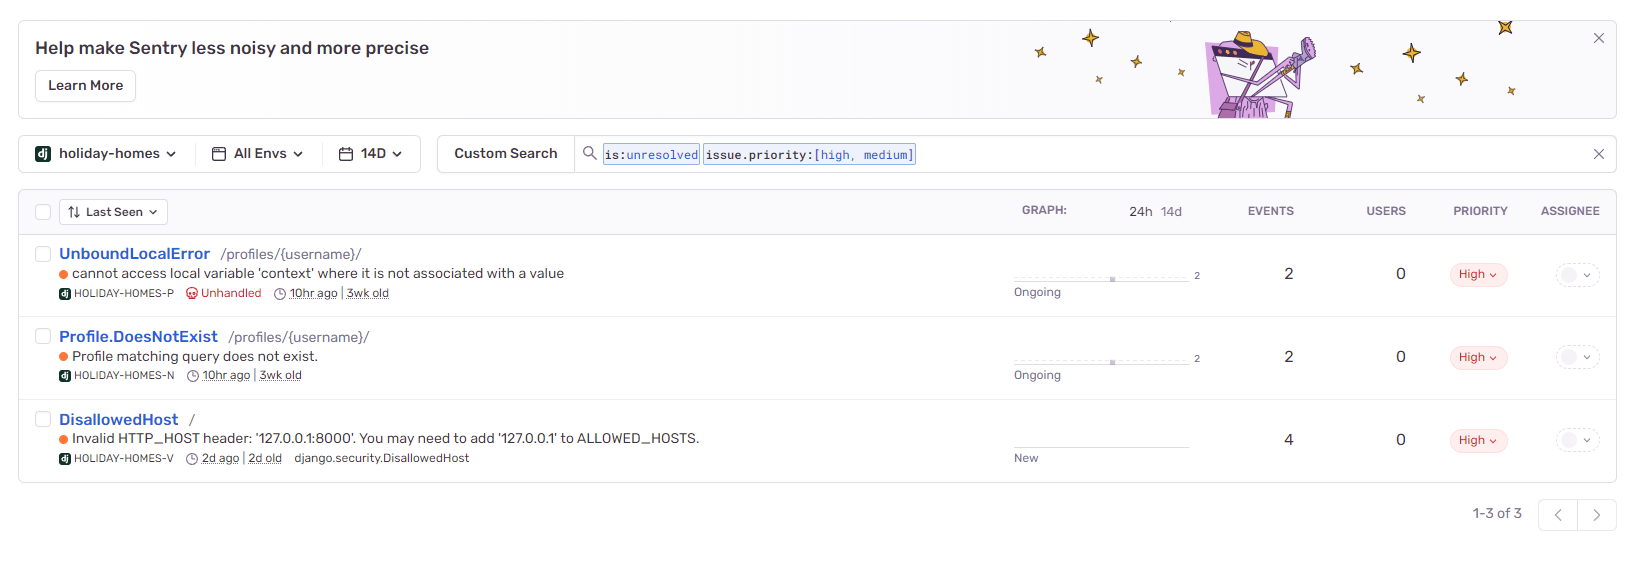 Help make Sentry less noisy and more precise
Learn More
dj holiday-homes All Envs 14D Custom Search is:unresolved issue.priority:[high, medium]
Last Seen GRAPH: 24h 14d EVENTS USERS PRIORITY ASSIGNEE
UnboundLocalError /profiles/{username}/
cannot access local variable 'context' where it is not associated with a value
2 2 0 High
dj HOLIDAY-HOMES-P Unhandled 10hr ago | 3wk old
Ongoing
Profile.DoesNotExist /profiles/{username}/
Profile matching query does not exist.
2 2 0 High
dj HOLIDAY-HOMES-N 10hr ago | 3wk old
Ongoing
DisallowedHost /
Invalid HTTP_HOST header: '127.0.0.1:8000'. You may need to add '127.0.0.1' to ALLOWED_HOSTS.
4 0 High
dj HOLIDAY-HOMES-V 2d ago | 2d old django.security.DisallowedHost
New
1-3 of 3